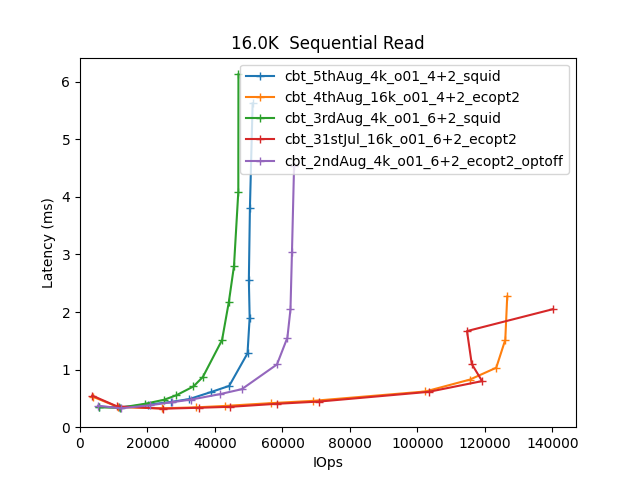 16.0K  Sequential Read
cbt_5thAug_4k_o01_4+2_squid
cbt_4thAug_16k_o01_4+2_ecopt2
cbt_3rdAug_4k_o01_6+2_squid
cbt_31stJul_16k_o01_6+2_ecopt2
cbt_2ndAug_4k_o01_6+2_ecopt2_optoff
Latency (ms)
6
5
4
3
2
1
0
0 20000 40000 60000 80000 100000 120000 140000
IOps